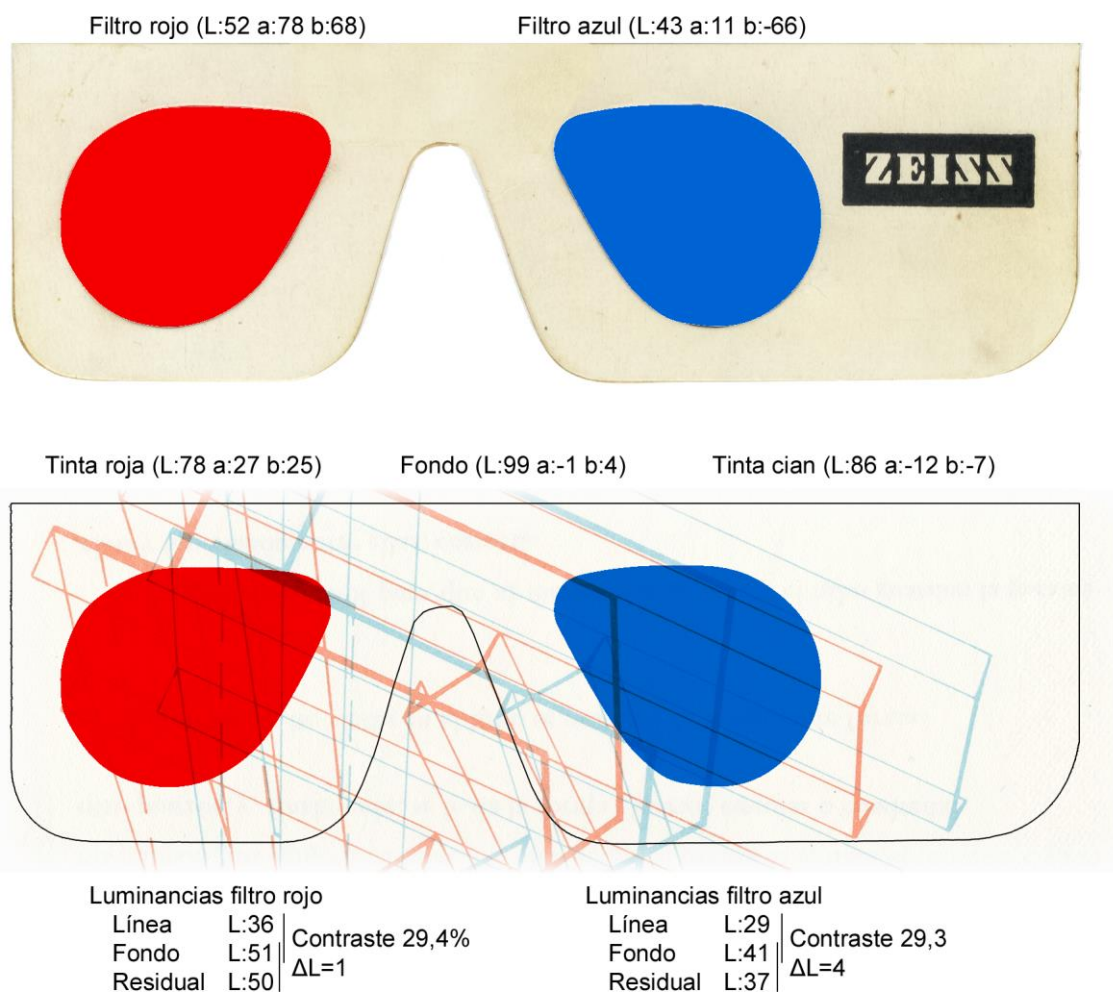 Filtro rojo (L:52 a:78 b:68) Filtro azul (L:43 a:11 b:-66)
ZEISS
Tinta roja (L:78 a:27 b:25) Fondo (L:99 a:-1 b:4) Tinta cian (L:86 a:-12 b:-7)
Luminancias filtro rojo
Línea L:36
Fondo L:51
Residual L:50
Contraste 29,4%
ΔL=1
Luminancias filtro azul
Línea L:29
Fondo L:41
Residual L:37
Contraste 29,3
ΔL=4